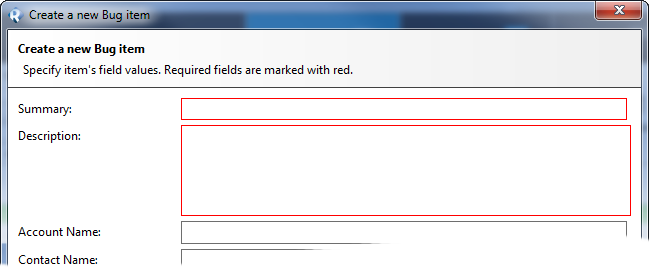 Create a new Bug item
Create a new Bug item
Specify item's field values. Required fields are marked with red.
Summary:
Description:
Account Name:
Contact Name: